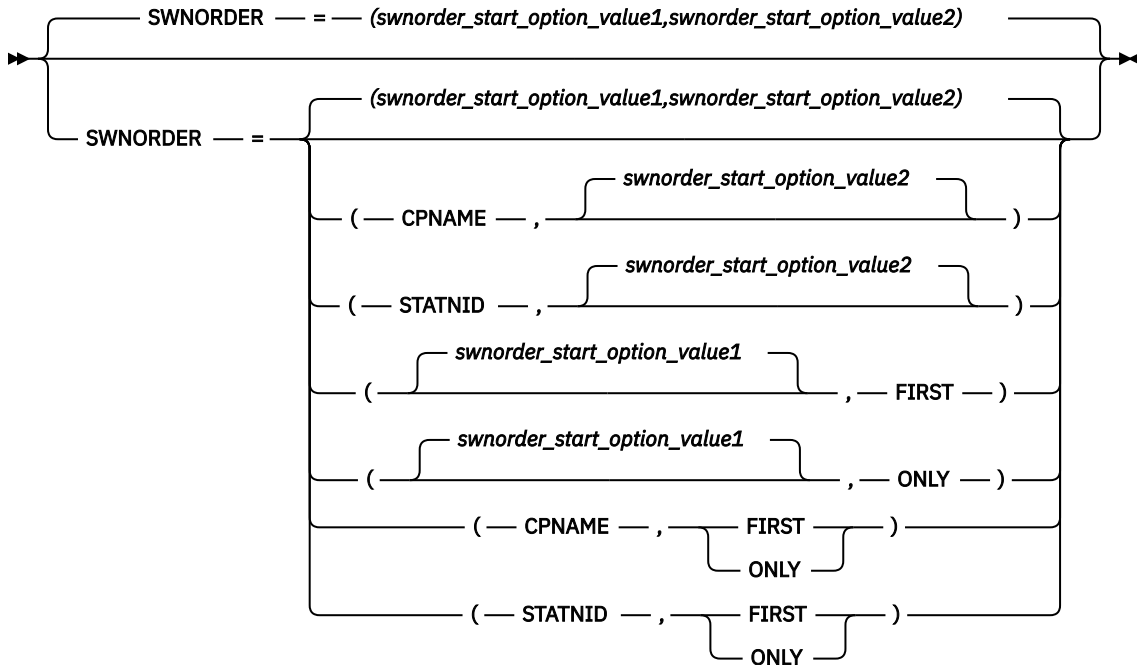 SWNORDER = (swnorder_start_option_value1,swnorder_start_option_value2)
(swnorder_start_option_value1,swnorder_start_option_value2)
SWNORDER =
swnorder_start_option_value2
( CPNAME , )
swnorder_start_option_value2
( STATNID , )
swnorder_start_option_value1
( , FIRST )
swnorder_start_option_value1
( , ONLY )
( CPNAME , FIRST )
ONLY
( STATNID , FIRST )
ONLY